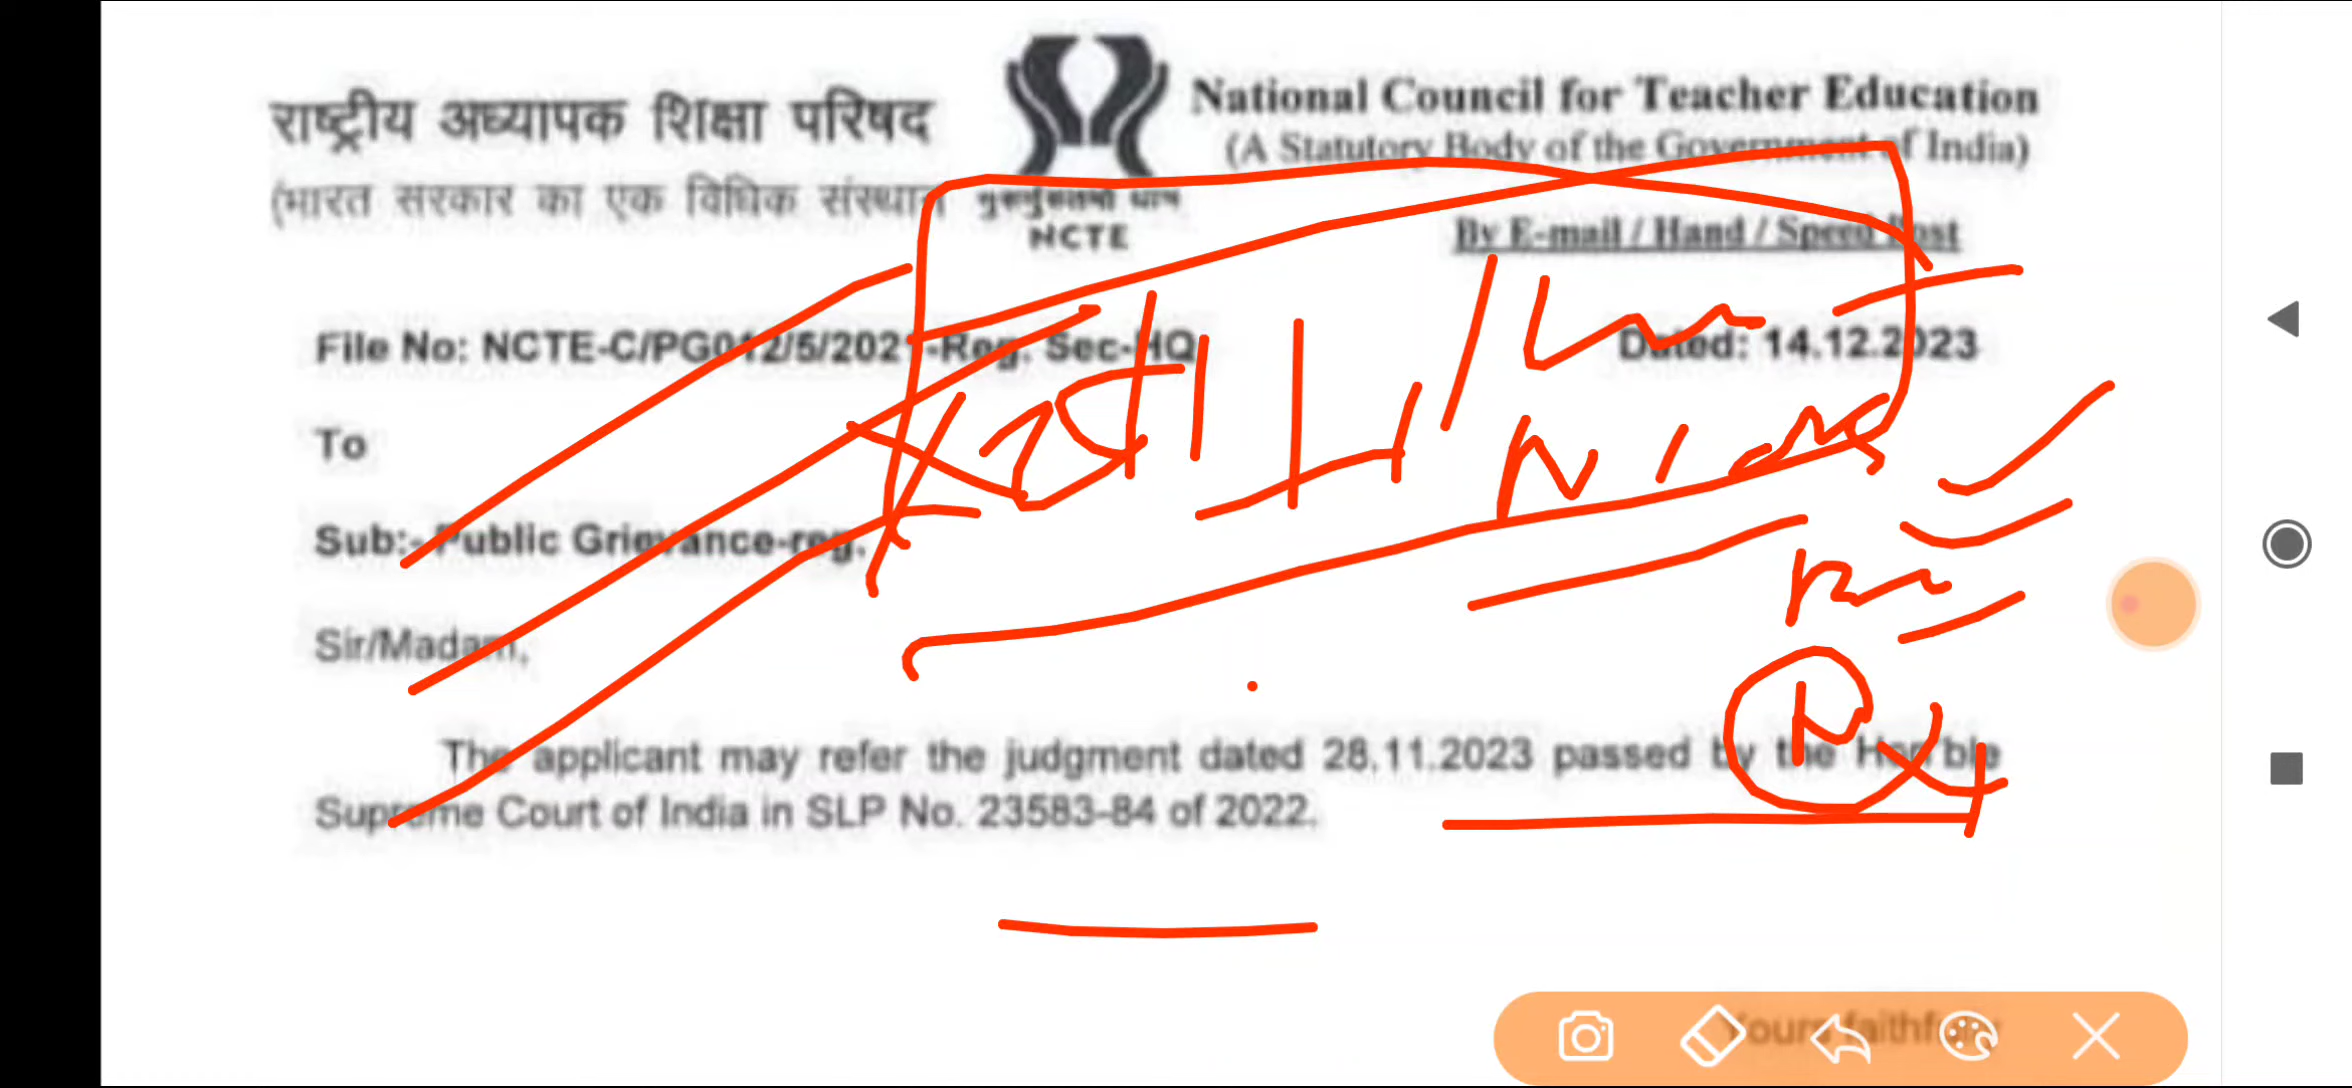 राष्ट्रीय अध्यापक शिक्षा परिषद
(भारत सरकार का एक विधिक संस्थान
NCTE
National Council for Teacher Education
(A Statutory Body of the Government of India)
By E-mail / Hand / Speed Post
File No: NCTE-C/PG012/5/2021-Reg. Sec-HQ
Dated: 14.12.2023
To
Sub:- Public Grievance-reg.
Sir/Madam,
The applicant may refer the judgment dated 28.11.2023 passed by the Hon'ble
Supreme Court of India in SLP No. 23583-84 of 2022.
Yours faithfully